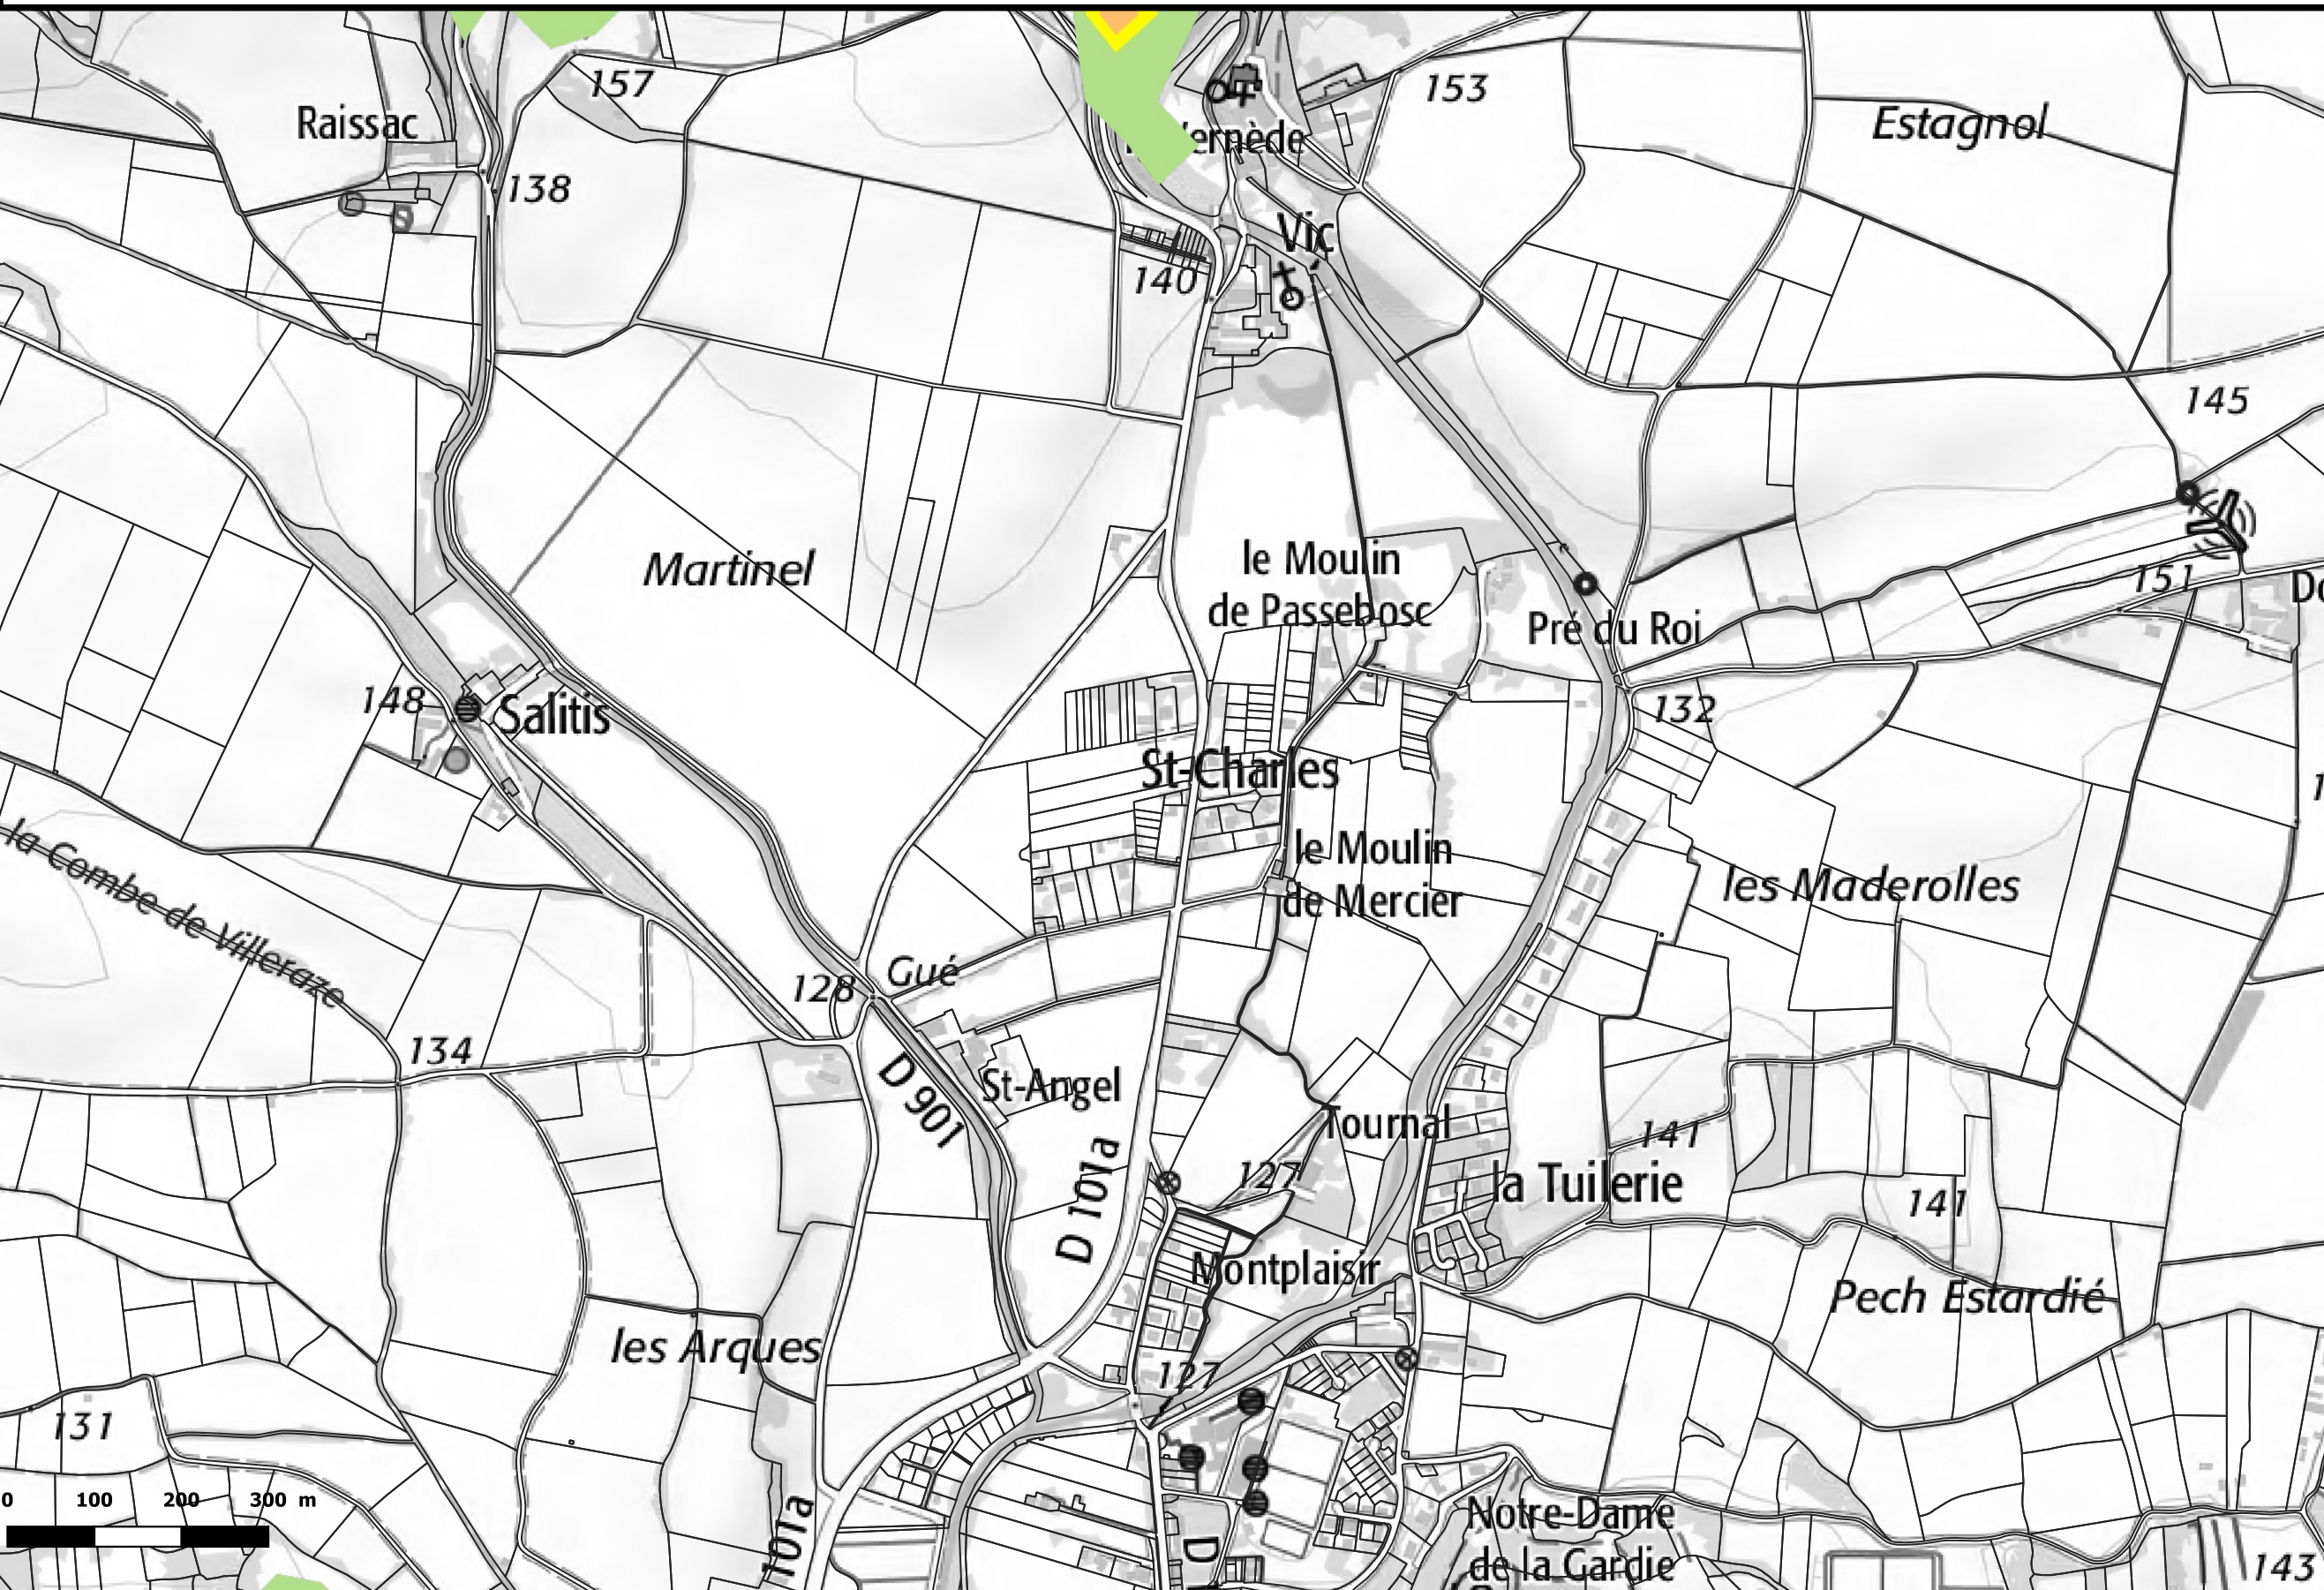 157
153
Raissac
Estagnol
138
Vic
140
145
Martinel
le Moulin
de Passebosc
151
Pré du Roi
148
Salitis
132
St-Charles
la Combe de Villeraze
le Moulin
de Mercier
les Maderolles
128
Gué
134
D 901
St-Angel
Tournal
141
D 101a
127
la Tuilerie
141
Montplaisir
Pech Estardié
les Arques
127
131
0 100 200 300 m
101a
Notre-Dame
de la Gardie
143